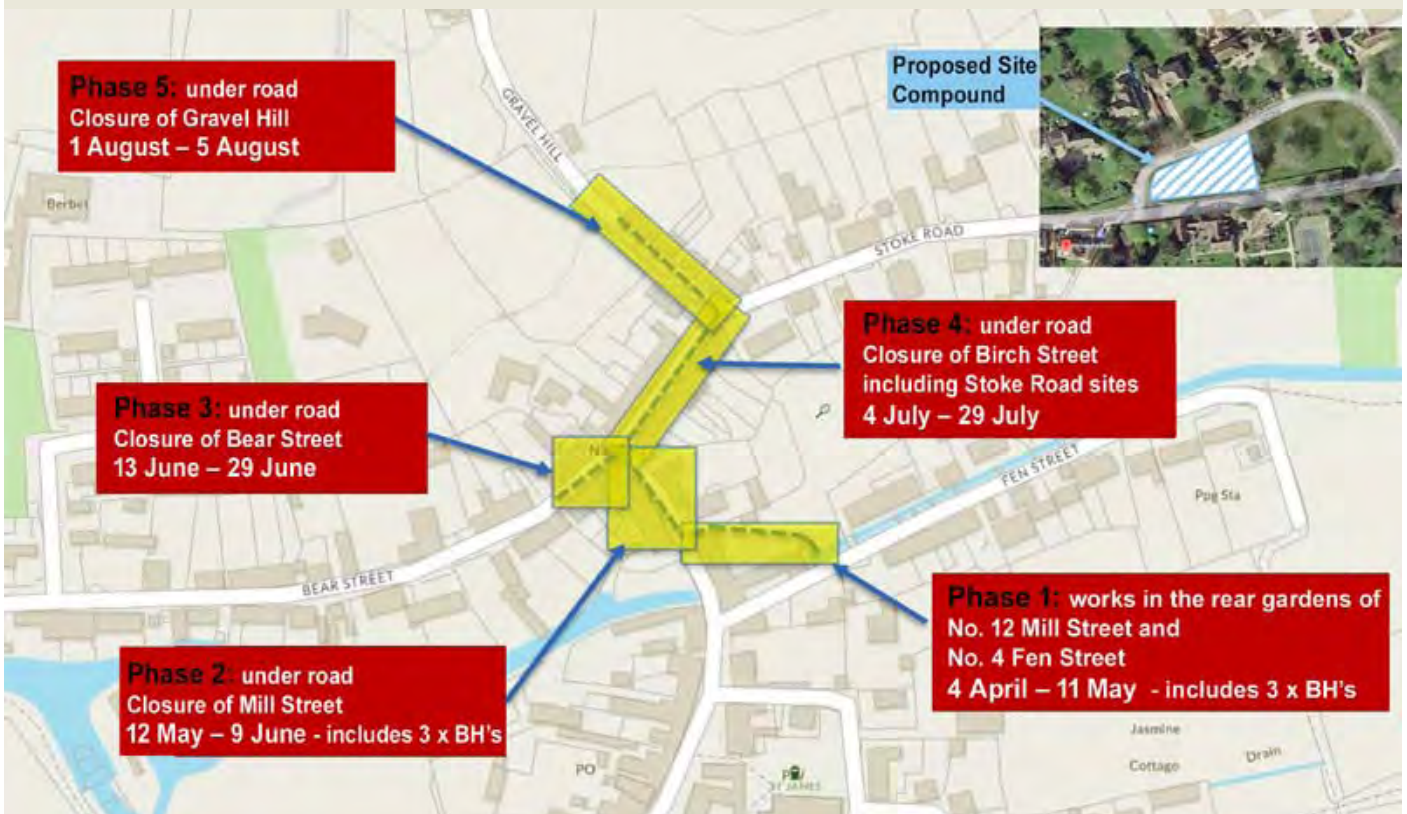 Phase 5: under road
Closure of Gravel Hill
1 August – 5 August
Proposed Site
Compound
GRAVEL HILL
Berbet
STOKE ROAD
Phase 4: under road
Closure of Birch Street
including Stoke Road sites
4 July – 29 July
Phase 3: under road
Closure of Bear Street
13 June – 29 June
FEN STREET
Ppg Sta
BEAR STREET
Phase 2: under road
Closure of Mill Street
12 May – 9 June - includes 3 x BH's
Phase 1: works in the rear gardens of
No. 12 Mill Street and
No. 4 Fen Street
4 April – 11 May - includes 3 x BH's
Jasmine
Cottago
Drain
PO
ST JAMES